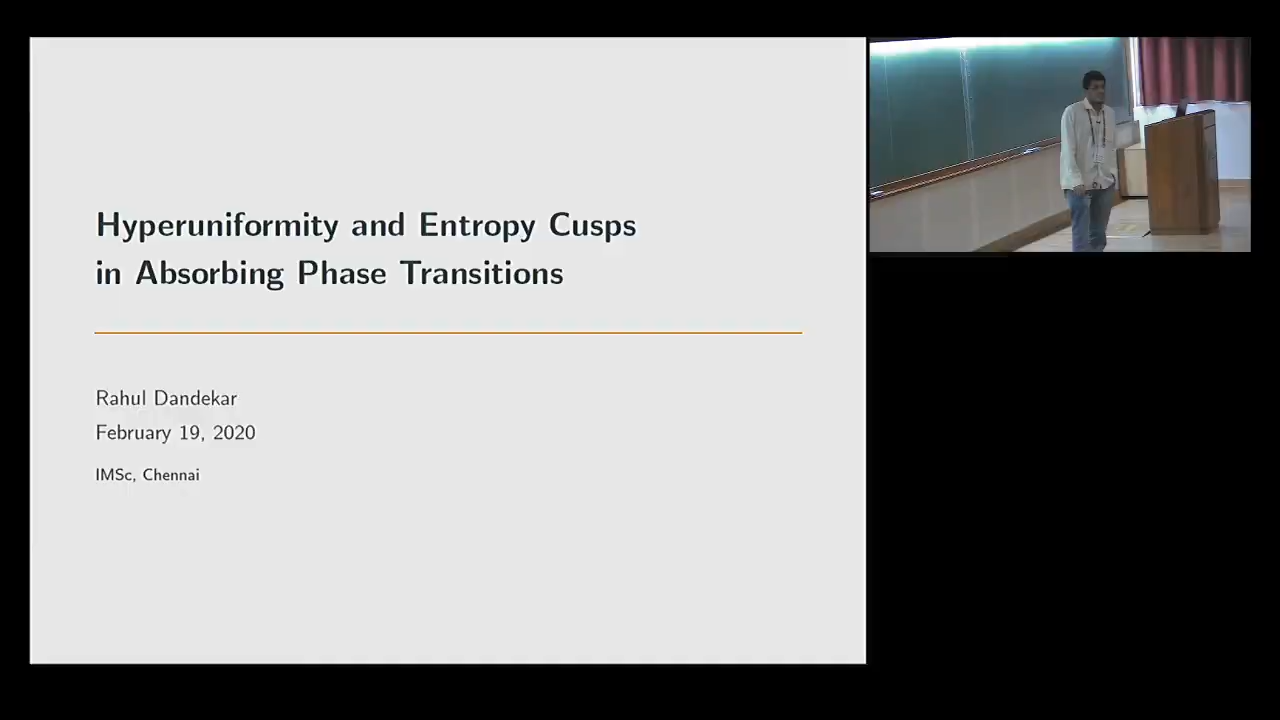 Hyperuniformity and Entropy Cusps
in Absorbing Phase Transitions
Rahul Dandekar
February 19, 2020
IMSc, Chennai